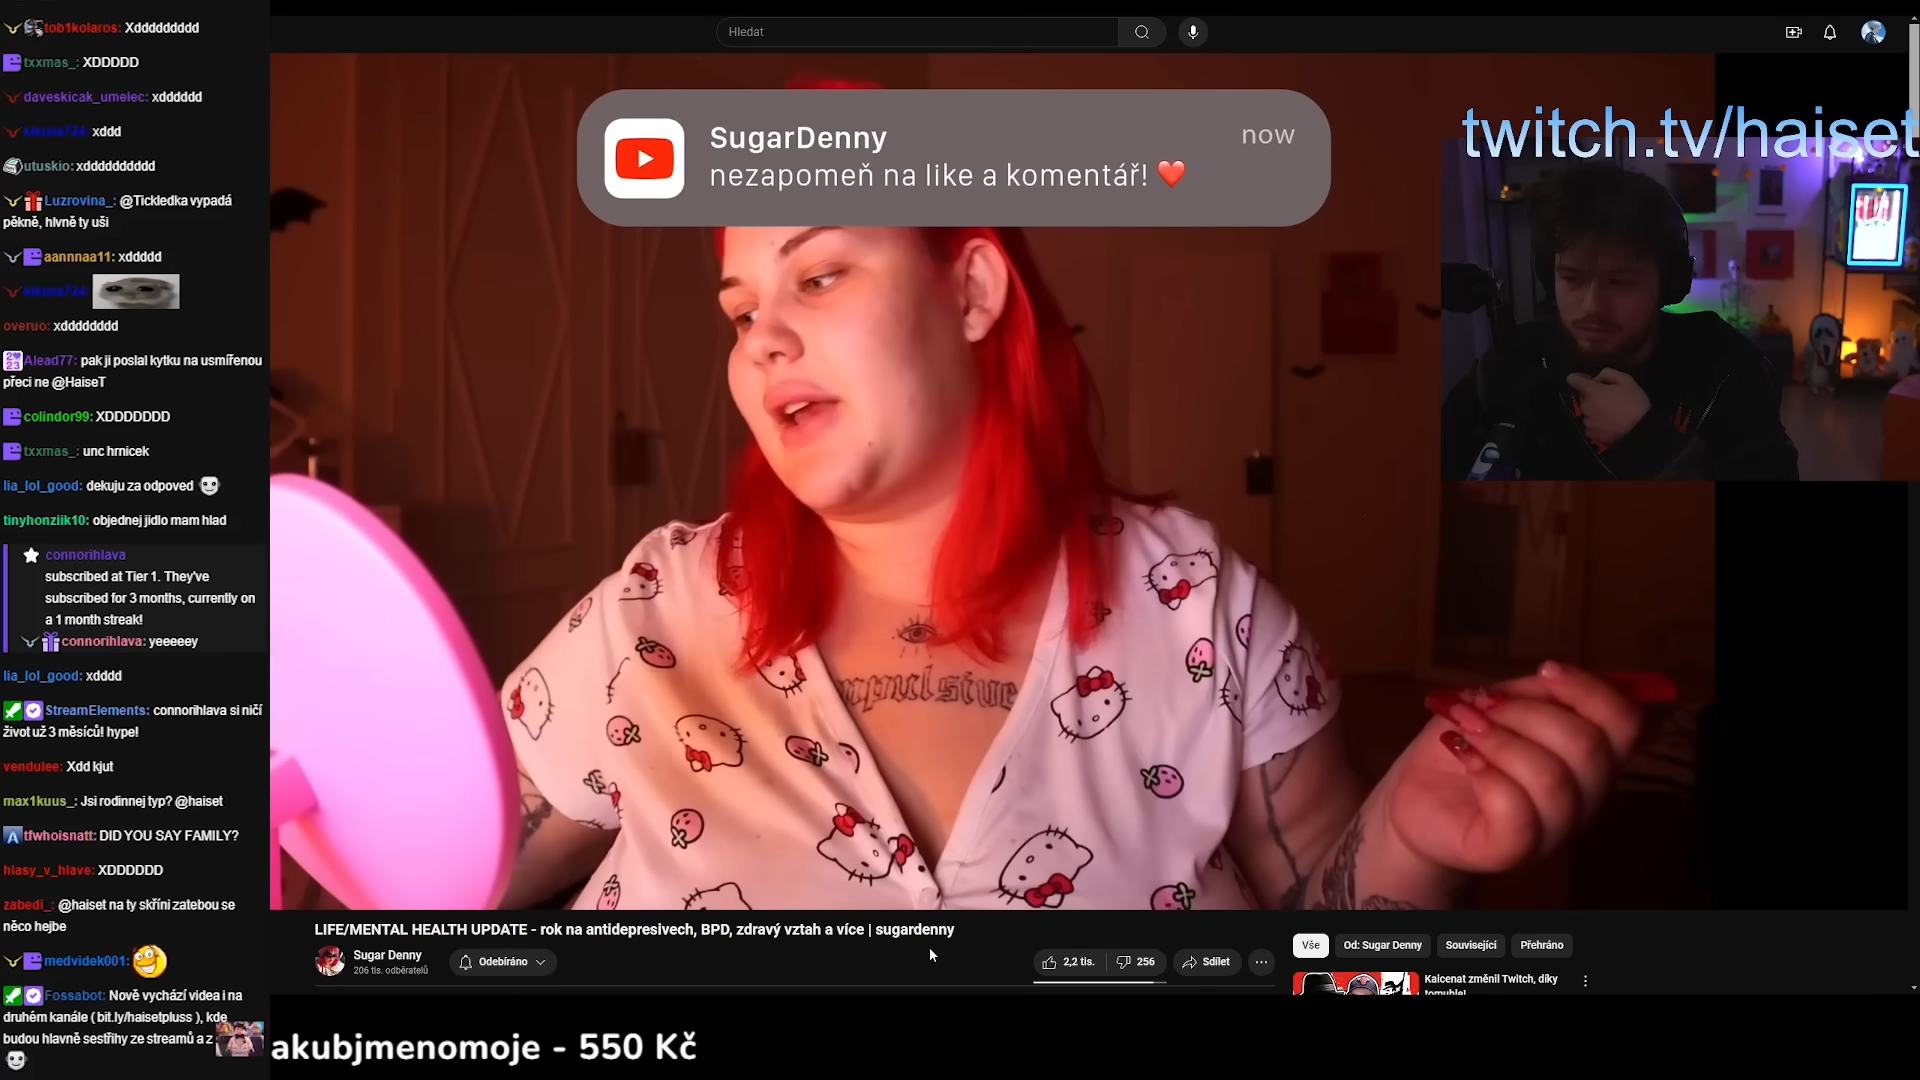 tob1kolaros: Xddddddddd
txxmas_: XDDDDD
daveskicak_umelec: xdddddd
xddd
utuskio: xdddddddddd
Luzrovina_: @Tickledka vypadá
pěkně, hlvně ty uši
aannnaa11: xddddd
overuo: xdddddddd
Alead77: pak ji poslal kytku na usmířenou
přeci ne @HaiseT
colindor99: XDDDDDDD
txxmas_: unc hrnicek
lia_lol_good: dekuju za odpoved
tinyhonziik10: objednej jidlo mam hlad
connorihlava
subscribed at Tier 1. They've
subscribed for 3 months, currently on
a 1 month streak!
connorihlava: yeeeeey
lia_lol_good: xdddd
StreamElements: connorihlava si ničí
život už 3 měsíců! hype!
vendulee: Xdd kjut
max1kuus_: Jsi rodinnej typ? @haiset
tfwhoisnatt: DID YOU SAY FAMILY?
hlasy_v_hlave: XDDDDDD
zabedi_: @haiset na ty skříni zatebou se
něco hejbe
medvidek001:
Fossabot: Nově vychází videa i na
druhém kanále ( bit.ly/haisetpluss ), kde
budou hlavně sestřihy ze streamů a z
Hledat
SugarDenny
now
nezapomeň na like a komentář! ❤️
twitch.tv/haiset
impulsive
LIFE/MENTAL HEALTH UPDATE - rok na antidepresivech, BPD, zdravý vztah a více | sugardenny
Sugar Denny
206 tis. odběratelů
Odebíráno
2,2 tis.
256
Sdílet
Vše
Od: Sugar Denny
Související
Přehráno
Kaicenat změnil Twitch, díky
tomuhle!
akubjmenomoje - 550 Kč